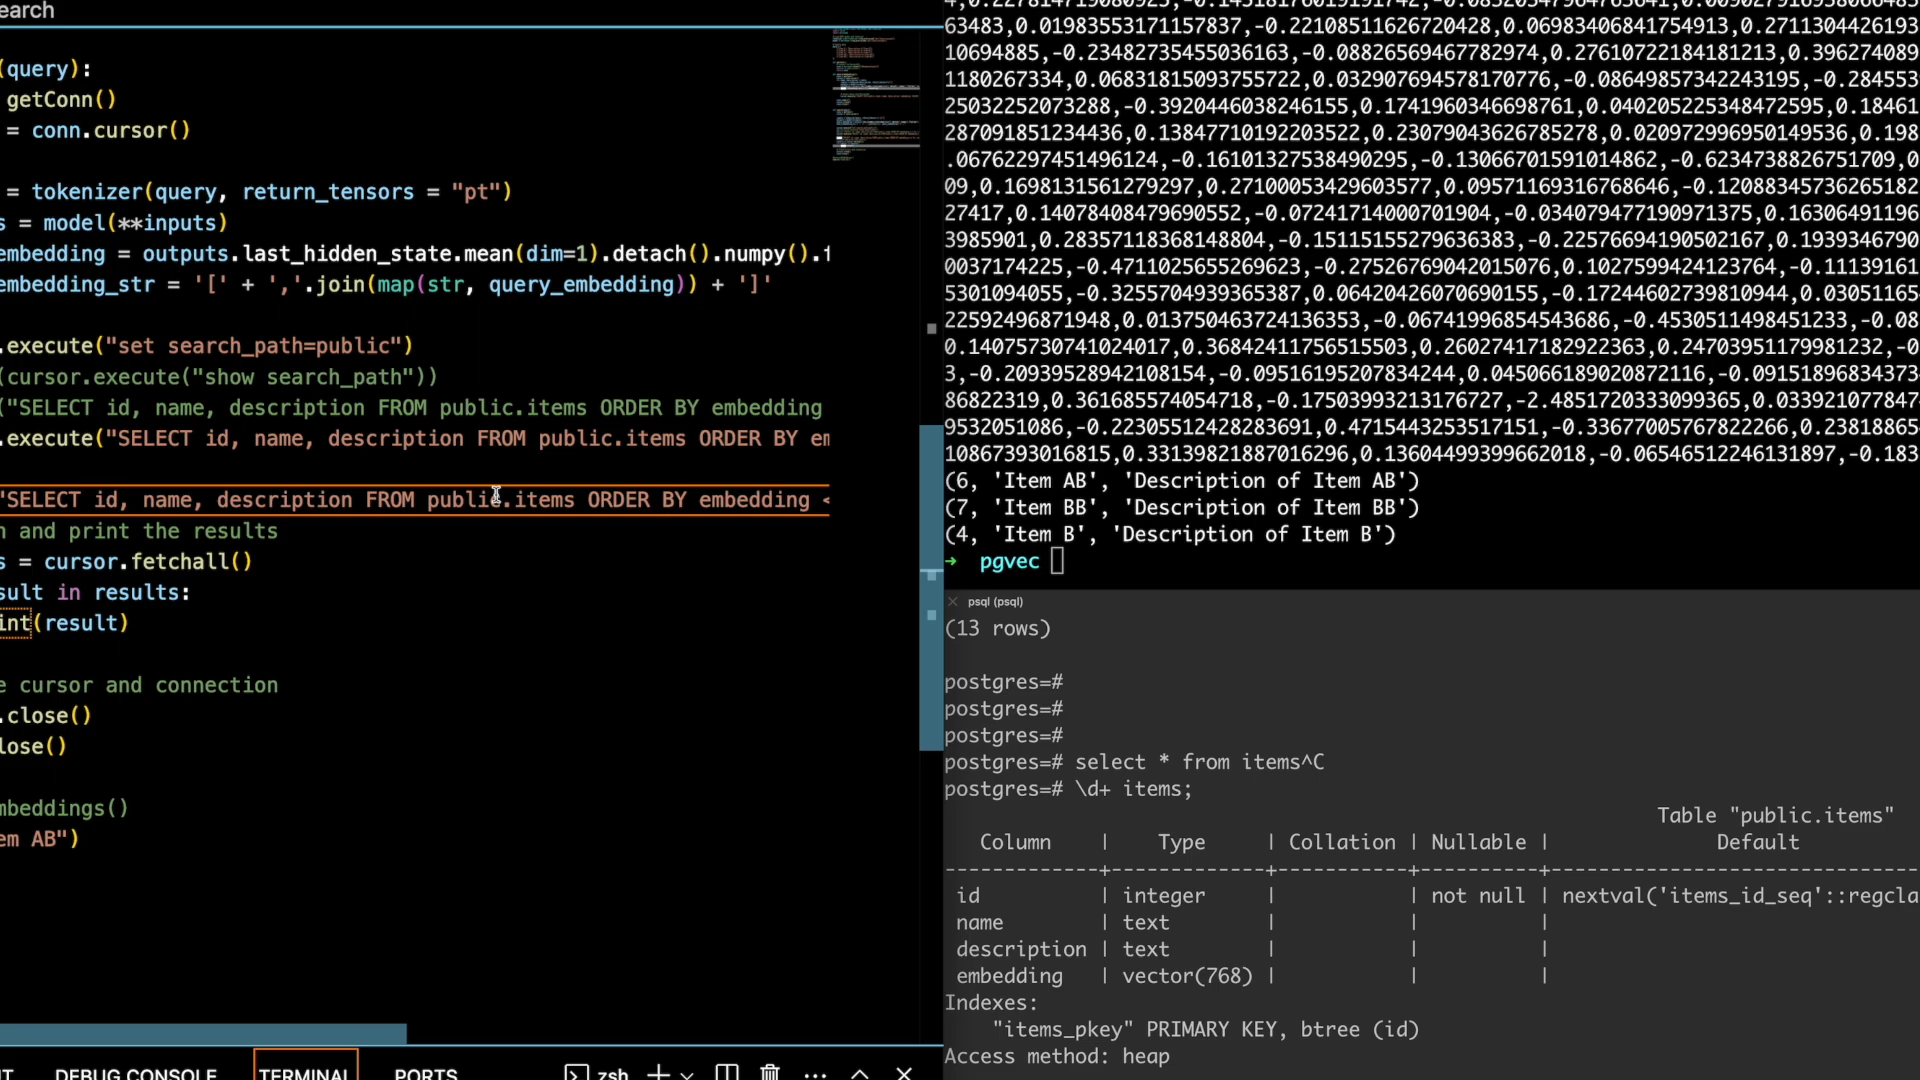 earch
(query):
getConn()
= conn.cursor()
= tokenizer(query, return_tensors = "pt")
s = model(**inputs)
embedding = outputs.last_hidden_state.mean(dim=1).detach().numpy().
embedding_str = '[' + ','.join(map(str, query_embedding)) + ']'
.execute("set search_path=public")
(cursor.execute("show search_path"))
("SELECT id, name, description FROM public.items ORDER BY embedding
.execute("SELECT id, name, description FROM public.items ORDER BY em
"SELECT id, name, description FROM public.items ORDER BY embedding <
h and print the results
s = cursor.fetchall()
sult in results:
int(result)
e cursor and connection
.close()
lose()
mbeddings()
em AB")
DEBUG CONSOLE
TERMINAL
PORTS
zsh
63483,0.01983553171157837,-0.22108511626720428,0.06983406841754913,0.2711304426193
10694885,-0.23482735455036163,-0.08826569467782974,0.27610722184181213,0.396274089
1180267334,0.06831815093755722,0.032907694578170776,-0.08649857342243195,-0.284553
25032252073288,-0.3920446038246155,0.1741960346698761,0.040205225348472595,0.18461
287091851234436,0.13847710192203522,0.23079043626785278,0.020972996950149536,0.198
.06762297451496124,-0.16101327538490295,-0.13066701591014862,-0.6234738826751709,0
09,0.1698131561279297,0.27100053429603577,0.09571169316768646,-0.12088345736265182
27417,0.14078408479690552,-0.07241714000701904,-0.034079477190971375,0.16306491196
3985901,0.28357118368148804,-0.15115155279636383,-0.22576694190502167,0.1939346790
0037174225,-0.4711025655269623,-0.27526769042015076,0.1027599424123764,-0.11139161
5301094055,-0.3255704939365387,0.06420426070690155,-0.17244602739810944,0.03051165
22592496871948,0.013750463724136353,-0.06741996854543686,-0.4530511498451233,-0.08
0.14075730741024017,0.36842411756515503,0.26027417182922363,0.24703951179981232,-0
3,-0.20939528942108154,-0.09516195207834244,0.045066189020872116,-0.09151896834373
86822319,0.361685574054718,-0.17503993213176727,-2.4851720333099365,0.033921077847
9532051086,-0.22305512428283691,0.4715443253517151,-0.33677005767822266,0.23818865
10867393016815,0.33139821887016296,0.13604499399662018,-0.06546512246131897,-0.183
(6, 'Item AB', 'Description of Item AB')
(7, 'Item BB', 'Description of Item BB')
(4, 'Item B', 'Description of Item B')
→ pgvec
psql (psql)
(13 rows)
postgres=#
postgres=#
postgres=#
postgres=# select * from items^C
postgres=# \d+ items;
Table "public.items"
Column | Type | Collation | Nullable | Default
-------------+-------------+-----------+----------+-------------------------------
id | integer | | not null | nextval('items_id_seq'::regcla
name | text | | |
description | text | | |
embedding | vector(768) | | |
Indexes:
"items_pkey" PRIMARY KEY, btree (id)
Access method: heap